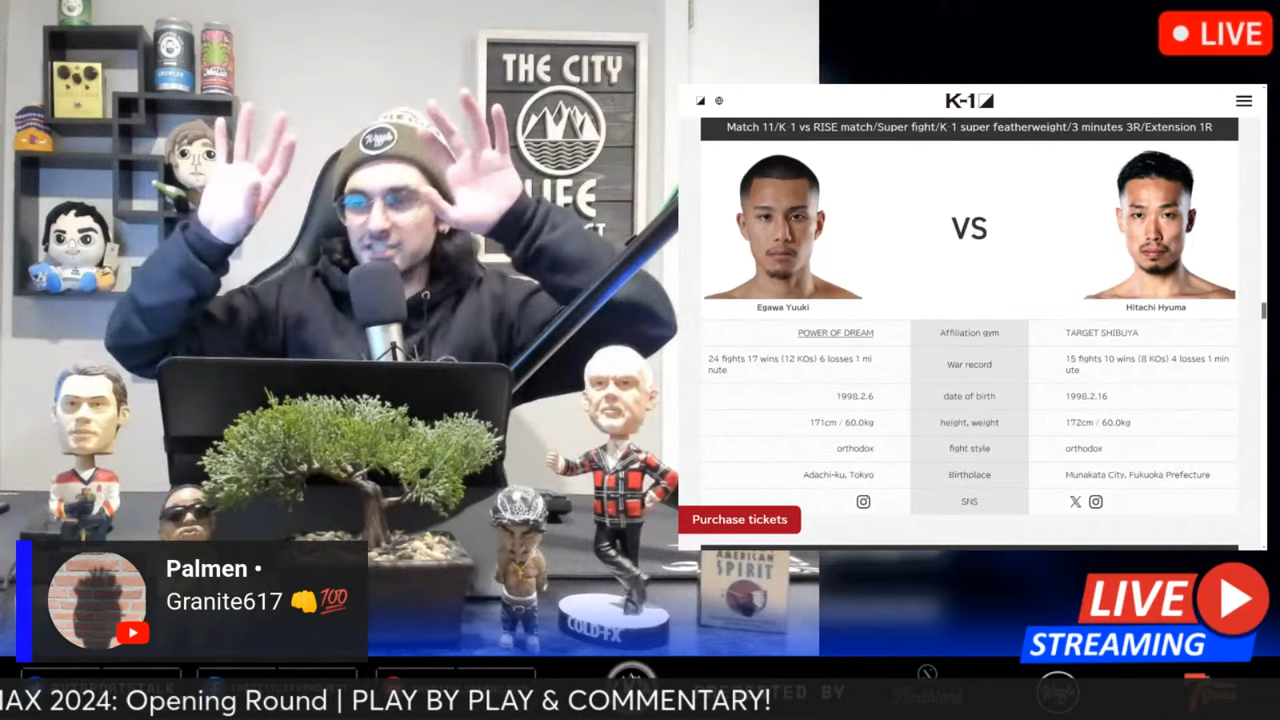 LIVE
THE CITY
LIFE
Waggle
K-1
Match 11/K-1 vs RISE match/Super fight/K-1 super featherweight/3 minutes 3R/Extension 1R
VS
Egawa Yuuki
Hitachi Hyuma
POWER OF DREAM
Affiliation gym
TARGET SHIBUYA
24 fights 17 wins (12 KOs) 6 losses 1 mi
nute
War record
15 fights 10 wins (8 KOs) 4 losses 1 min
ute
1998.2.6
date of birth
1998.2.16
171cm / 60.0kg
height, weight
172cm / 60.0kg
orthodox
fight style
orthodox
Adachi-ku, Tokyo
Birthplace
Munakata City, Fukuoka Prefecture
SNS
Purchase tickets
AMERICAN
SPIRIT
COLD-FX
Palmen •
Granite617 👊💯
LIVE
STREAMING
BY
MAX 2024: Opening Round | PLAY BY PLAY & COMMENTARY!